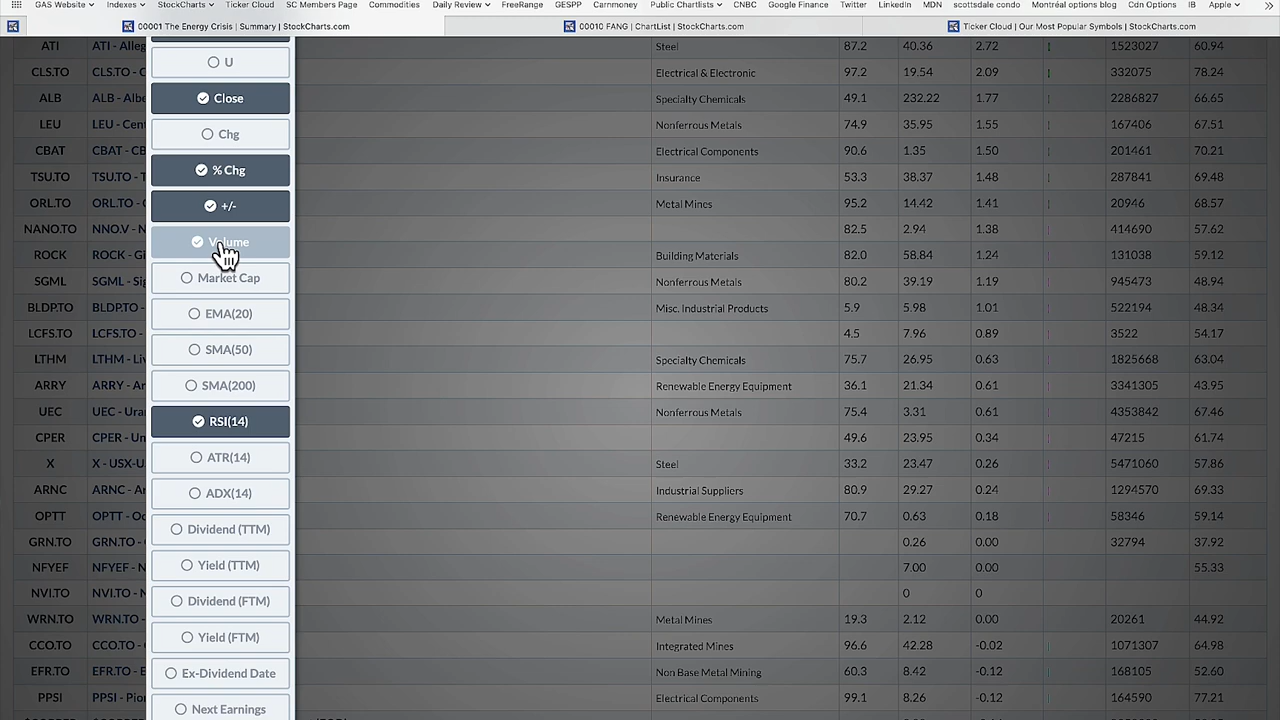 GAS Website Indexes StockCharts Ticker Cloud SC Members Page Commodities Daily Review FreeRange GESPP Carnmoney Public Chartlists CNBC Google Finance Twitter LinkedIn MDN scottsdale condo Montréal options blog Cdn Options IB Apple
00001 The Energy Crisis | Summary | StockCharts.com 00010 FANG | ChartList | StockCharts.com Ticker Cloud | Our Most Popular Symbols | StockCharts.com
ATI ATI - Alleg Steel 87.2 40.36 2.72 1523027 60.94
U
CLS.TO CLS.TO - C Electrical & Electronic 97.2 19.54 2.09 332075 78.24
Close
ALB ALB - Albe Specialty Chemicals 49.1 232.22 1.77 2286827 66.65
LEU LEU - Cen Nonferrous Metals 74.9 35.95 1.55 167406 67.51
Chg
CBAT CBAT - CB Electrical Components 90.6 1.35 1.50 201461 70.21
% Chg
TSU.TO TSU.TO - T Insurance 53.3 38.37 1.48 287841 69.48
+/-
ORL.TO ORL.TO - Metal Mines 95.2 14.42 1.41 20946 68.57
NANO.TO NNO.V - N 82.5 2.94 1.38 414690 57.62
Volume
ROCK ROCK - Gi Building Materials 82.0 58.84 1.24 131038 59.12
Market Cap
SGML SGML - Sig Nonferrous Metals 80.2 39.19 1.19 945473 48.94
BLDP.TO BLDP.TO - Misc. Industrial Products 5.9 5.98 1.01 522194 48.34
EMA(20)
LCFS.TO LCFS.TO - 4.5 7.96 0.89 3522 54.17
SMA(50)
LTHM LTHM - Liv Specialty Chemicals 75.7 26.95 0.63 1825668 63.04
SMA(200)
ARRY ARRY - Ar Renewable Energy Equipment 36.1 21.34 0.61 3341305 43.95
UEC UEC - Ura Nonferrous Metals 75.4 3.31 0.61 4353842 67.46
RSI(14)
CPER CPER - Un 49.6 23.95 0.34 47215 61.74
ATR(14)
X X - USX-U Steel 33.2 23.47 0.26 5471060 57.86
ARNC ARNC - Ar Industrial Suppliers 80.9 29.27 0.24 1294570 69.33
ADX(14)
OPTT OPTT - Oc Renewable Energy Equipment 70.7 0.63 0.18 58346 59.14
Dividend (TTM)
GRN.TO GRN.TO - 0.26 0.00 32794 37.92
Yield (TTM)
NFYEF NFYEF - N 7.00 0.00 55.33
NVI.TO NVI.TO - N 0 0
Dividend (FTM)
WRN.TO WRN.TO - Metal Mines 19.3 2.12 0.00 20261 44.92
Yield (FTM)
CCO.TO CCO.TO - Integrated Mines 96.6 42.28 -0.02 1071307 64.98
EFR.TO EFR.TO - E Non Base Metal Mining 60.3 8.42 -0.12 168105 52.60
Ex-Dividend Date
PPSI PPSI - Pio Electrical Components 99.1 8.26 -0.12 164590 77.21
Next Earnings